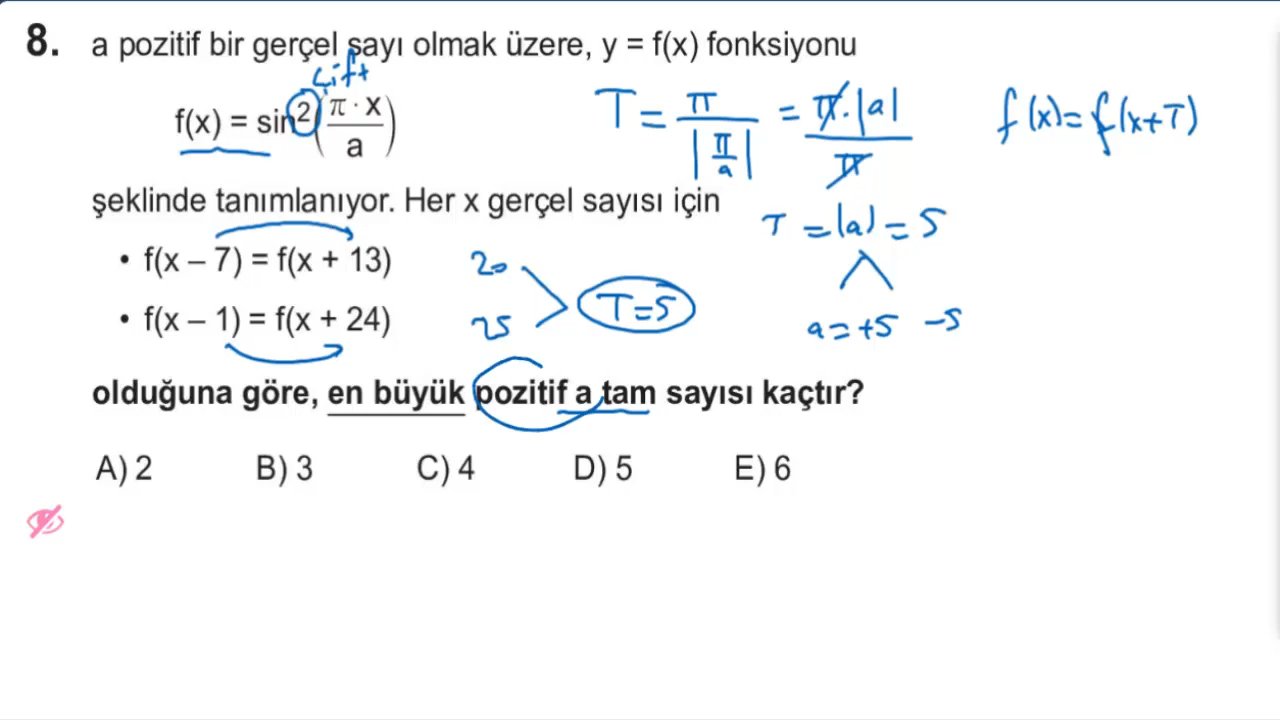 8. a pozitif bir gerçel sayı olmak üzere, y = f(x) fonksiyonu
çift
f(x) = sin²(π · x / a)
T = π / |π/a| = π · |a| / π
f(x) = f(x+T)
şeklinde tanımlanıyor. Her x gerçel sayısı için
T = |a| = 5
• f(x – 7) = f(x + 13)
20
T=5
• f(x – 1) = f(x + 24)
25
a = +5 -5
olduğuna göre, en büyük pozitif a tam sayısı kaçtır?
A) 2 B) 3 C) 4 D) 5 E) 6